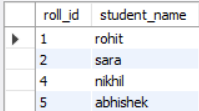 roll_id student_name
1 rohit
2 sara
4 nikhil
5 abhishek